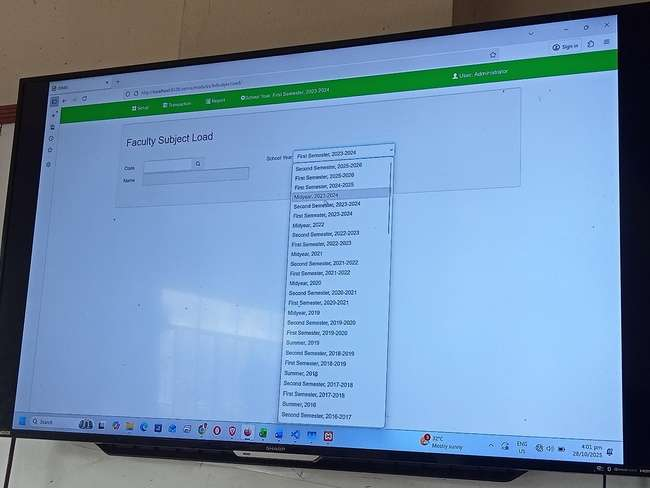 Sign in
Setup
Transaction
Report
School Year: First Semester, 2023-2024
User: Administrator
Faculty Subject Load
Code
School Year
First Semester, 2023-2024
Name
Second Semester, 2025-2026
First Semester, 2025-2026
First Semester, 2024-2025
Midyear, 2023-2024
Second Semester, 2023-2024
First Semester, 2023-2024
Midyear, 2022
Second Semester, 2022-2023
First Semester, 2022-2023
Midyear, 2021
Second Semester, 2021-2022
First Semester, 2021-2022
Midyear, 2020
Second Semester, 2020-2021
First Semester, 2020-2021
Midyear, 2019
Second Semester, 2019-2020
First Semester, 2019-2020
Summer, 2019
Second Semester, 2018-2019
First Semester, 2018-2019
Summer, 2018
Second Semester, 2017-2018
First Semester, 2017-2018
Summer, 2016
Second Semester, 2016-2017
Search
32°C
Mostly sunny
ENG
US
4:01 pm
28/10/2025
SHARP